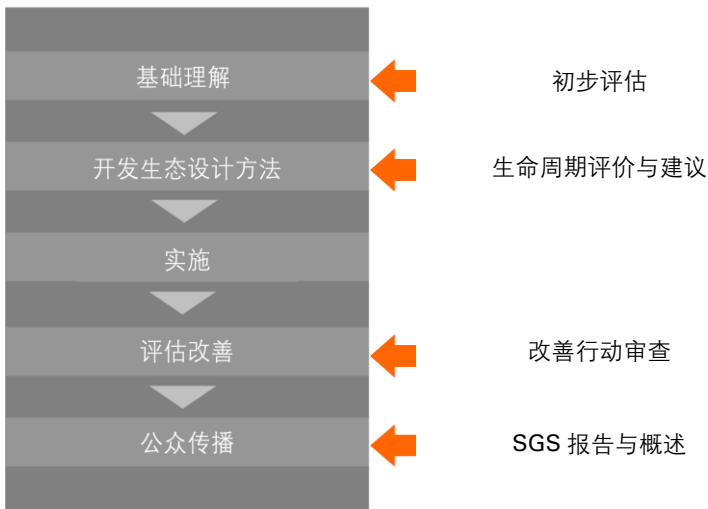 基础理解
初步评估
开发生态设计方法
生命周期评价与建议
实施
评估改善
改善行动审查
公众传播
SGS 报告与概述